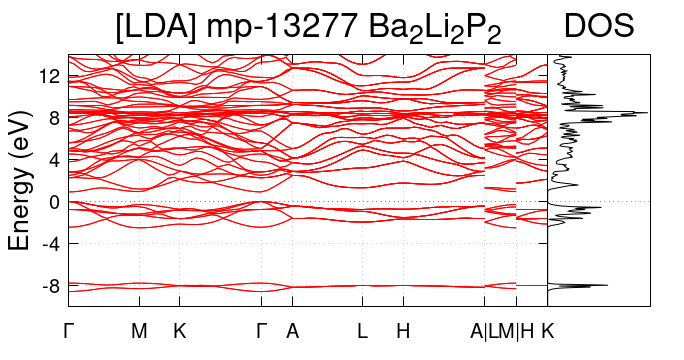 [LDA] mp-13277 Ba2Li2P2 DOS
Energy (eV)
12
8
4
0
-4
-8
Γ M K Γ A L H A|LM|H K